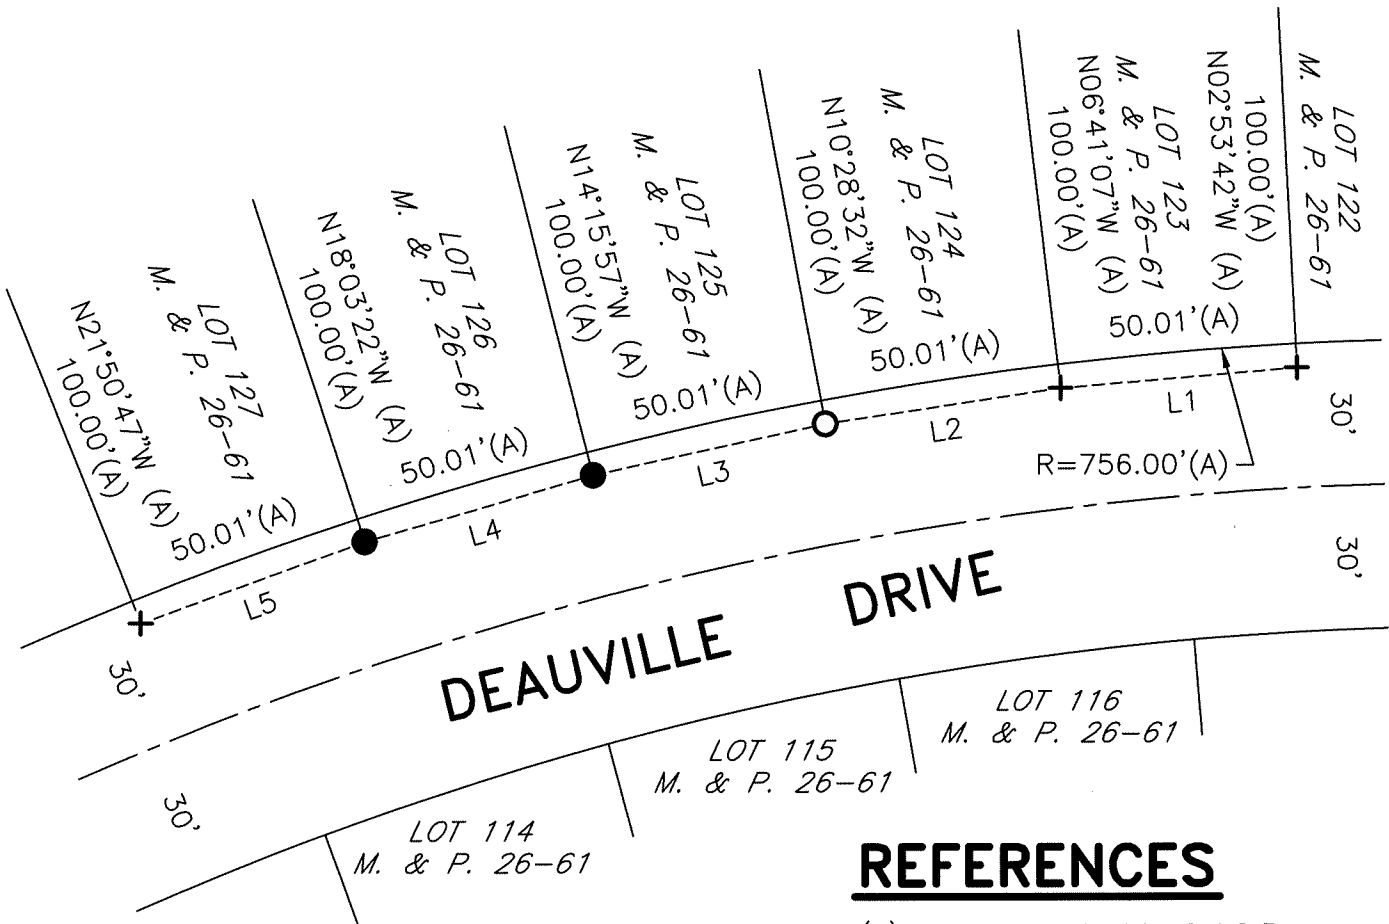 LOT 122
M. & P. 26-61
100.00'(A)
N02°53'42"W (A)
LOT 123
M. & P. 26-61
N06°41'07"W (A)
100.00'(A)
LOT 124
M. & P. 26-61
N10°28'32"W (A)
100.00'(A)
LOT 125
M. & P. 26-61
N14°15'57"W (A)
100.00'(A)
LOT 126
M. & P. 26-61
N18°03'22"W (A)
100.00'(A)
LOT 127
M. & P. 26-61
N21°50'47"W (A)
100.00'(A)
50.01'(A)
50.01'(A)
50.01'(A)
50.01'(A)
50.01'(A)
L1
L2
L3
L4
L5
R=756.00'(A)
30'
30'
30'
30'
DEAUVILLE DRIVE
LOT 116
M. & P. 26-61
LOT 115
M. & P. 26-61
LOT 114
M. & P. 26-61
REFERENCES